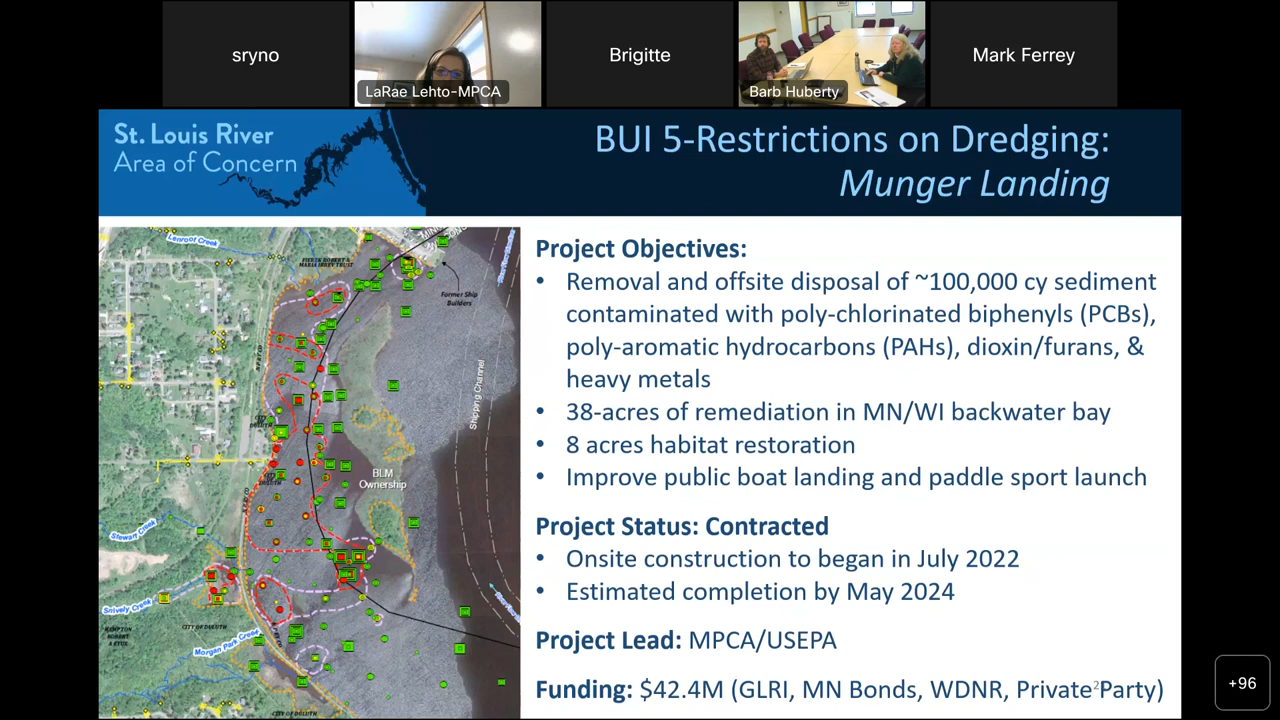 sryno
LaRae Lehto-MPCA
Brigitte
Barb Huberty
Mark Ferrey
St. Louis River
Area of Concern
BUI 5-Restrictions on Dredging:
Munger Landing
Lenroot Creek
Former Ship
Builders
Shipping Channel
BLM
Ownership
Stewart Creek
Snively Creek
Morgan Park Creek
CITY OF DULUTH
CITY OF DULUTH
Project Objectives:
• Removal and offsite disposal of ~100,000 cy sediment
contaminated with poly-chlorinated biphenyls (PCBs),
poly-aromatic hydrocarbons (PAHs), dioxin/furans, &
heavy metals
• 38-acres of remediation in MN/WI backwater bay
• 8 acres habitat restoration
• Improve public boat landing and paddle sport launch
Project Status: Contracted
• Onsite construction to began in July 2022
• Estimated completion by May 2024
Project Lead: MPCA/USEPA
Funding: $42.4M (GLRI, MN Bonds, WDNR, Private Party)
2
+96